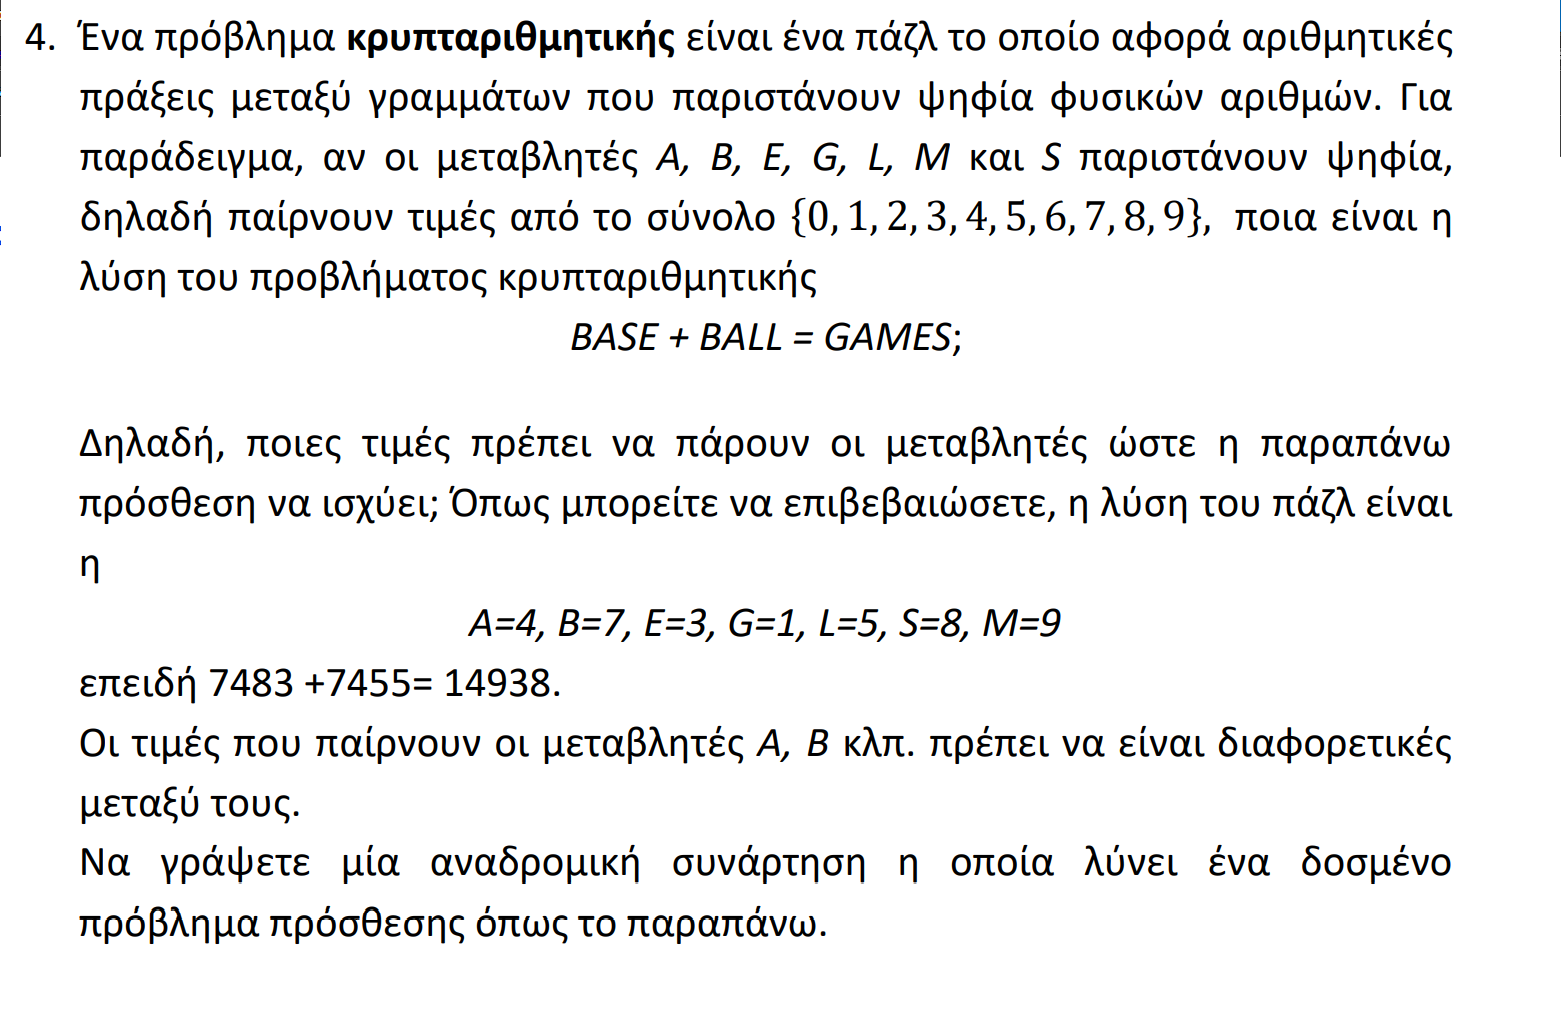 4. Ένα πρόβλημα κρυπταριθμητικής είναι ένα πάζλ το οποίο αφορά αριθμητικές
πράξεις μεταξύ γραμμάτων που παριστάνουν ψηφία φυσικών αριθμών. Για
παράδειγμα, αν οι μεταβλητές A, B, E, G, L, M και S παριστάνουν ψηφία,
δηλαδή παίρνουν τιμές από το σύνολο {0, 1, 2, 3, 4, 5, 6, 7, 8, 9}, ποια είναι η
λύση του προβλήματος κρυπταριθμητικής
BASE + BALL = GAMES;
Δηλαδή, ποιες τιμές πρέπει να πάρουν οι μεταβλητές ώστε η παραπάνω
πρόσθεση να ισχύει; Όπως μπορείτε να επιβεβαιώσετε, η λύση του πάζλ είναι
η
A=4, B=7, E=3, G=1, L=5, S=8, M=9
επειδή 7483 +7455= 14938.
Οι τιμές που παίρνουν οι μεταβλητές A, B κλπ. πρέπει να είναι διαφορετικές
μεταξύ τους.
Να γράψετε μία αναδρομική συνάρτηση η οποία λύνει ένα δοσμένο
πρόβλημα πρόσθεσης όπως το παραπάνω.